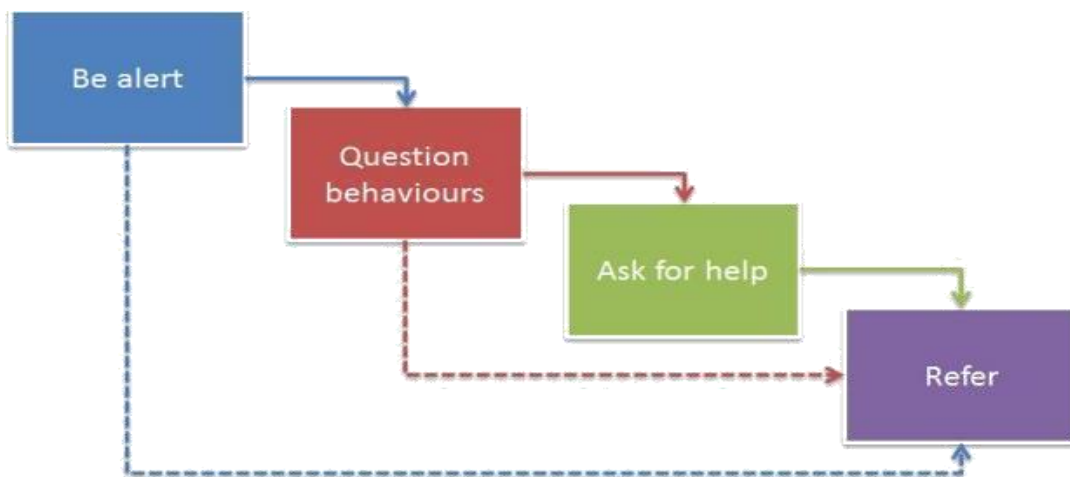 Be alert
Question
behaviours
Ask for help
Refer